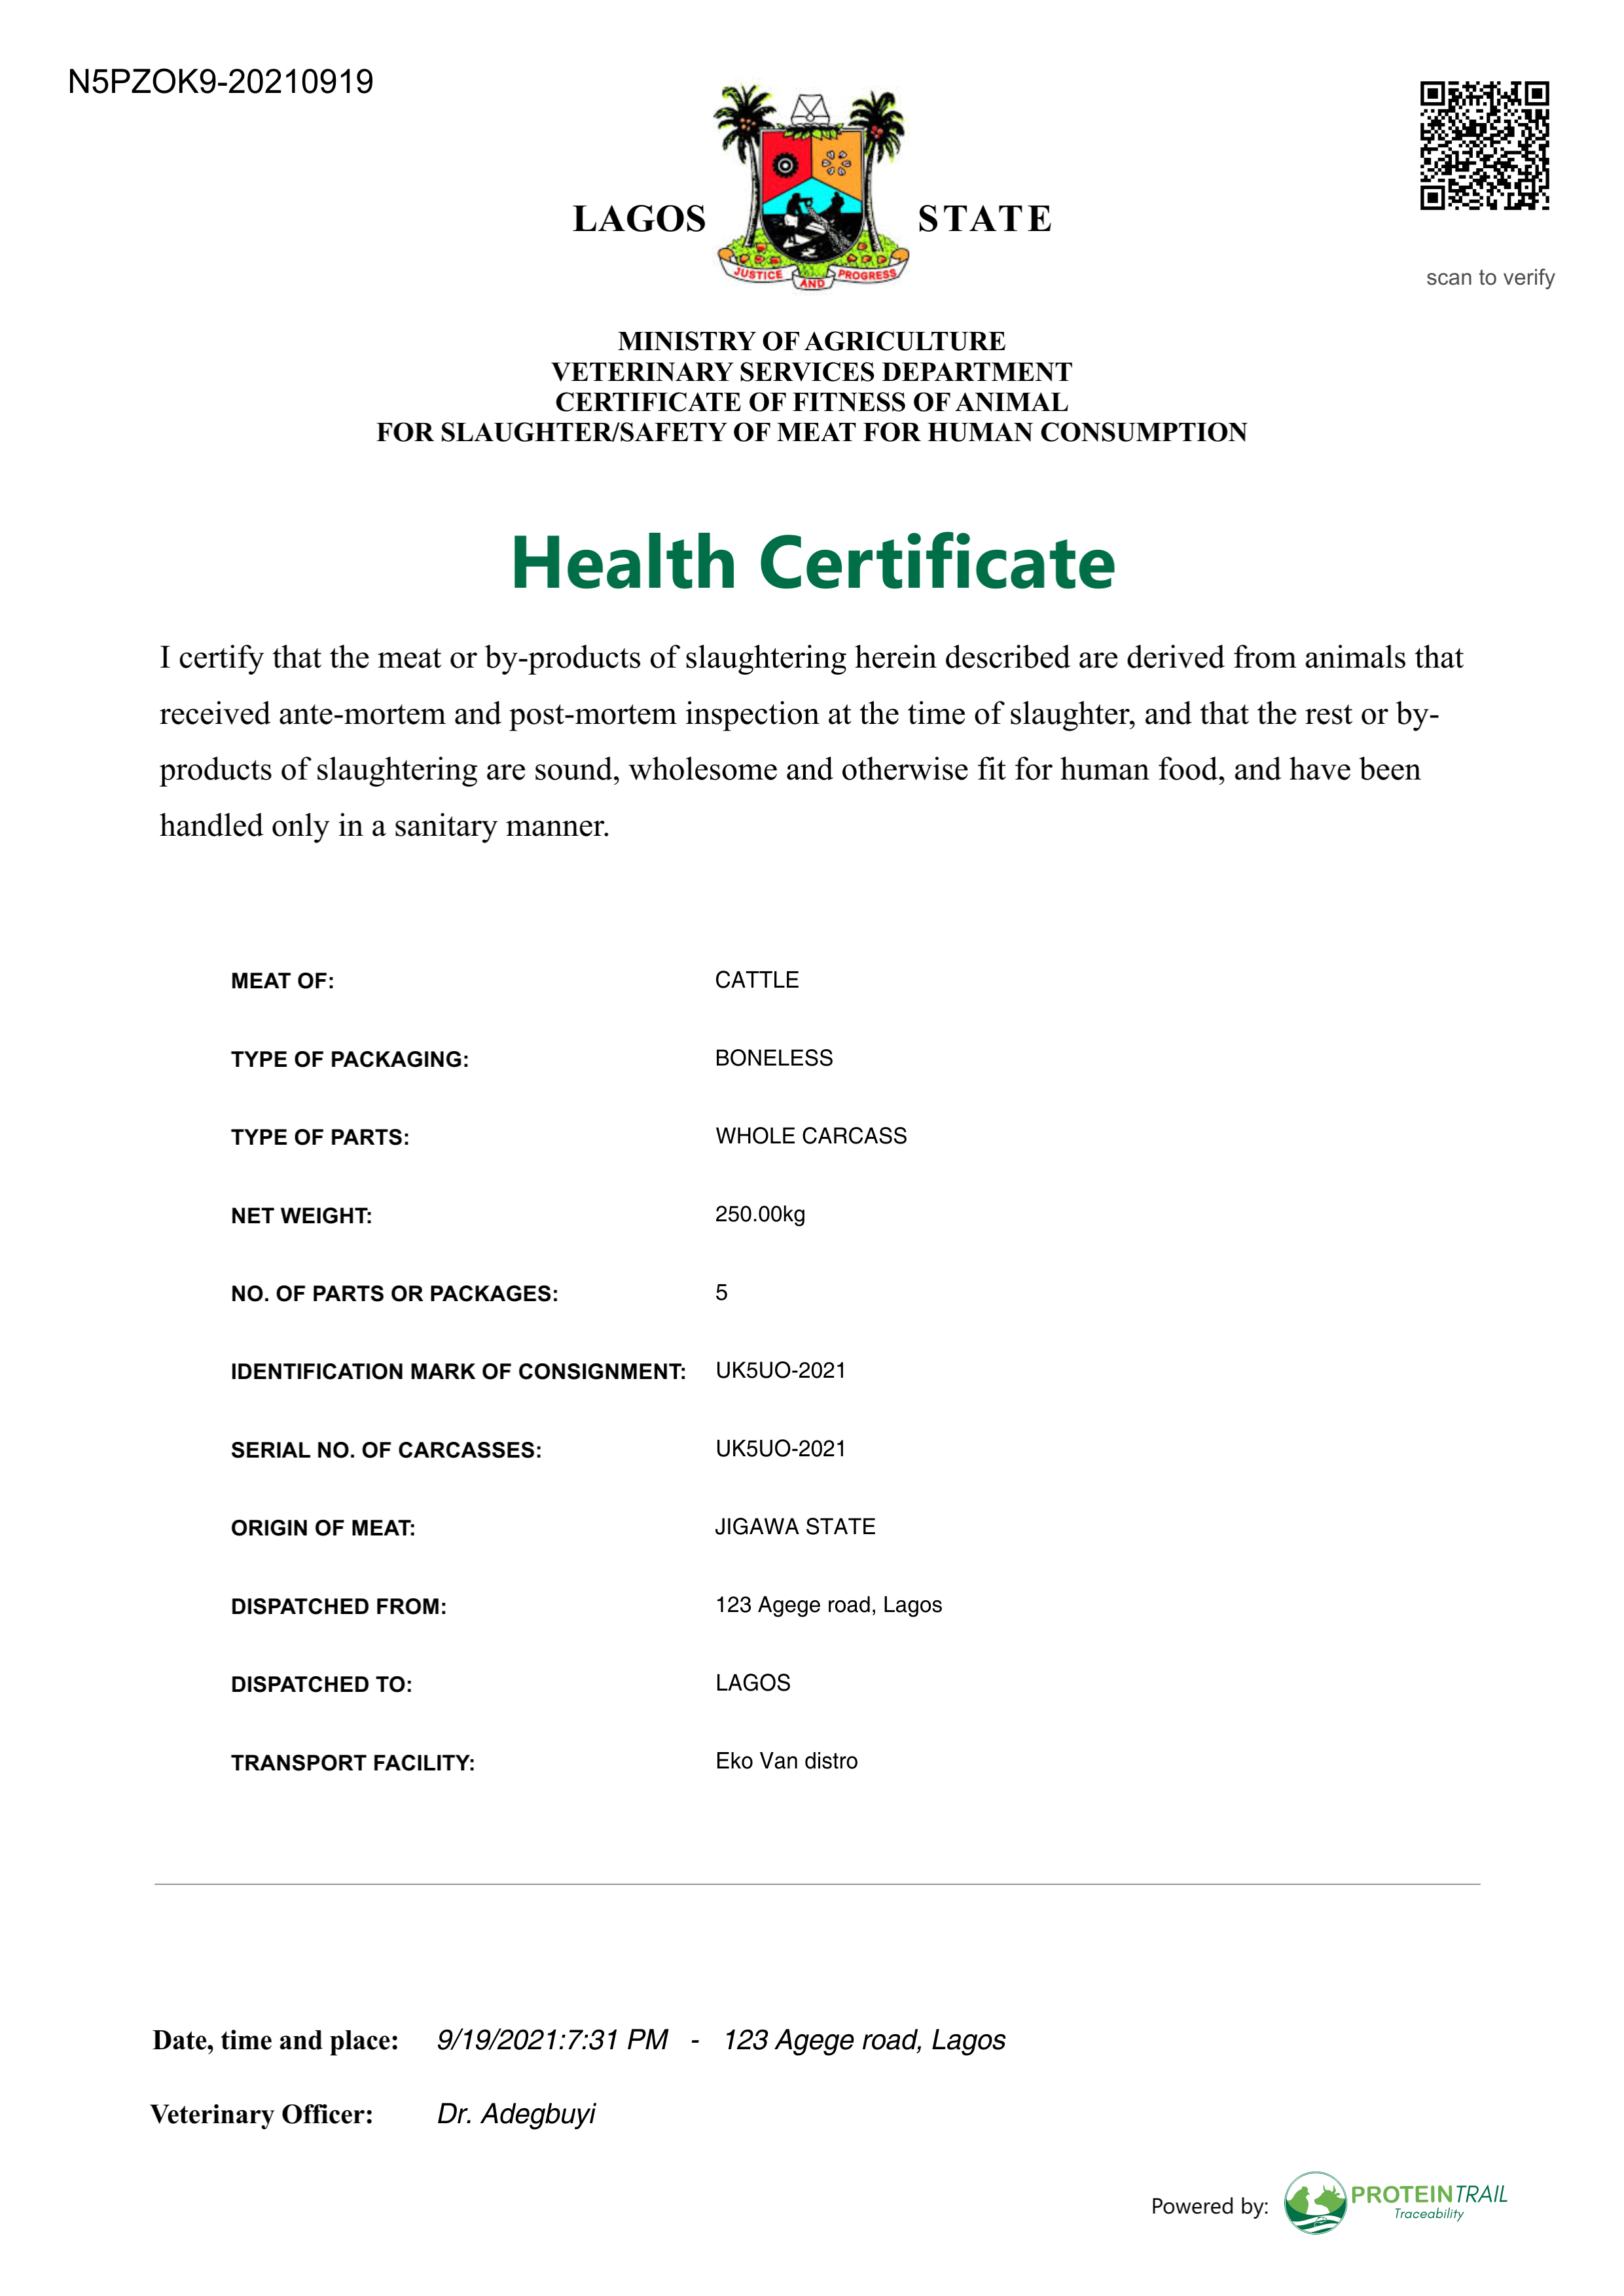 N5PZOK9-20210919
LAGOS STATE
JUSTICE AND PROGRESS
scan to verify
MINISTRY OF AGRICULTURE
VETERINARY SERVICES DEPARTMENT
CERTIFICATE OF FITNESS OF ANIMAL
FOR SLAUGHTER/SAFETY OF MEAT FOR HUMAN CONSUMPTION
Health Certificate
I certify that the meat or by-products of slaughtering herein described are derived from animals that
received ante-mortem and post-mortem inspection at the time of slaughter, and that the rest or by-
products of slaughtering are sound, wholesome and otherwise fit for human food, and have been
handled only in a sanitary manner.
MEAT OF: CATTLE
TYPE OF PACKAGING: BONELESS
TYPE OF PARTS: WHOLE CARCASS
NET WEIGHT: 250.00kg
NO. OF PARTS OR PACKAGES: 5
IDENTIFICATION MARK OF CONSIGNMENT: UK5UO-2021
SERIAL NO. OF CARCASSES: UK5UO-2021
ORIGIN OF MEAT: JIGAWA STATE
DISPATCHED FROM: 123 Agege road, Lagos
DISPATCHED TO: LAGOS
TRANSPORT FACILITY: Eko Van distro
Date, time and place: 9/19/2021:7:31 PM - 123 Agege road, Lagos
Veterinary Officer: Dr. Adegbuyi
Powered by: PROTEINTRAIL
Traceability